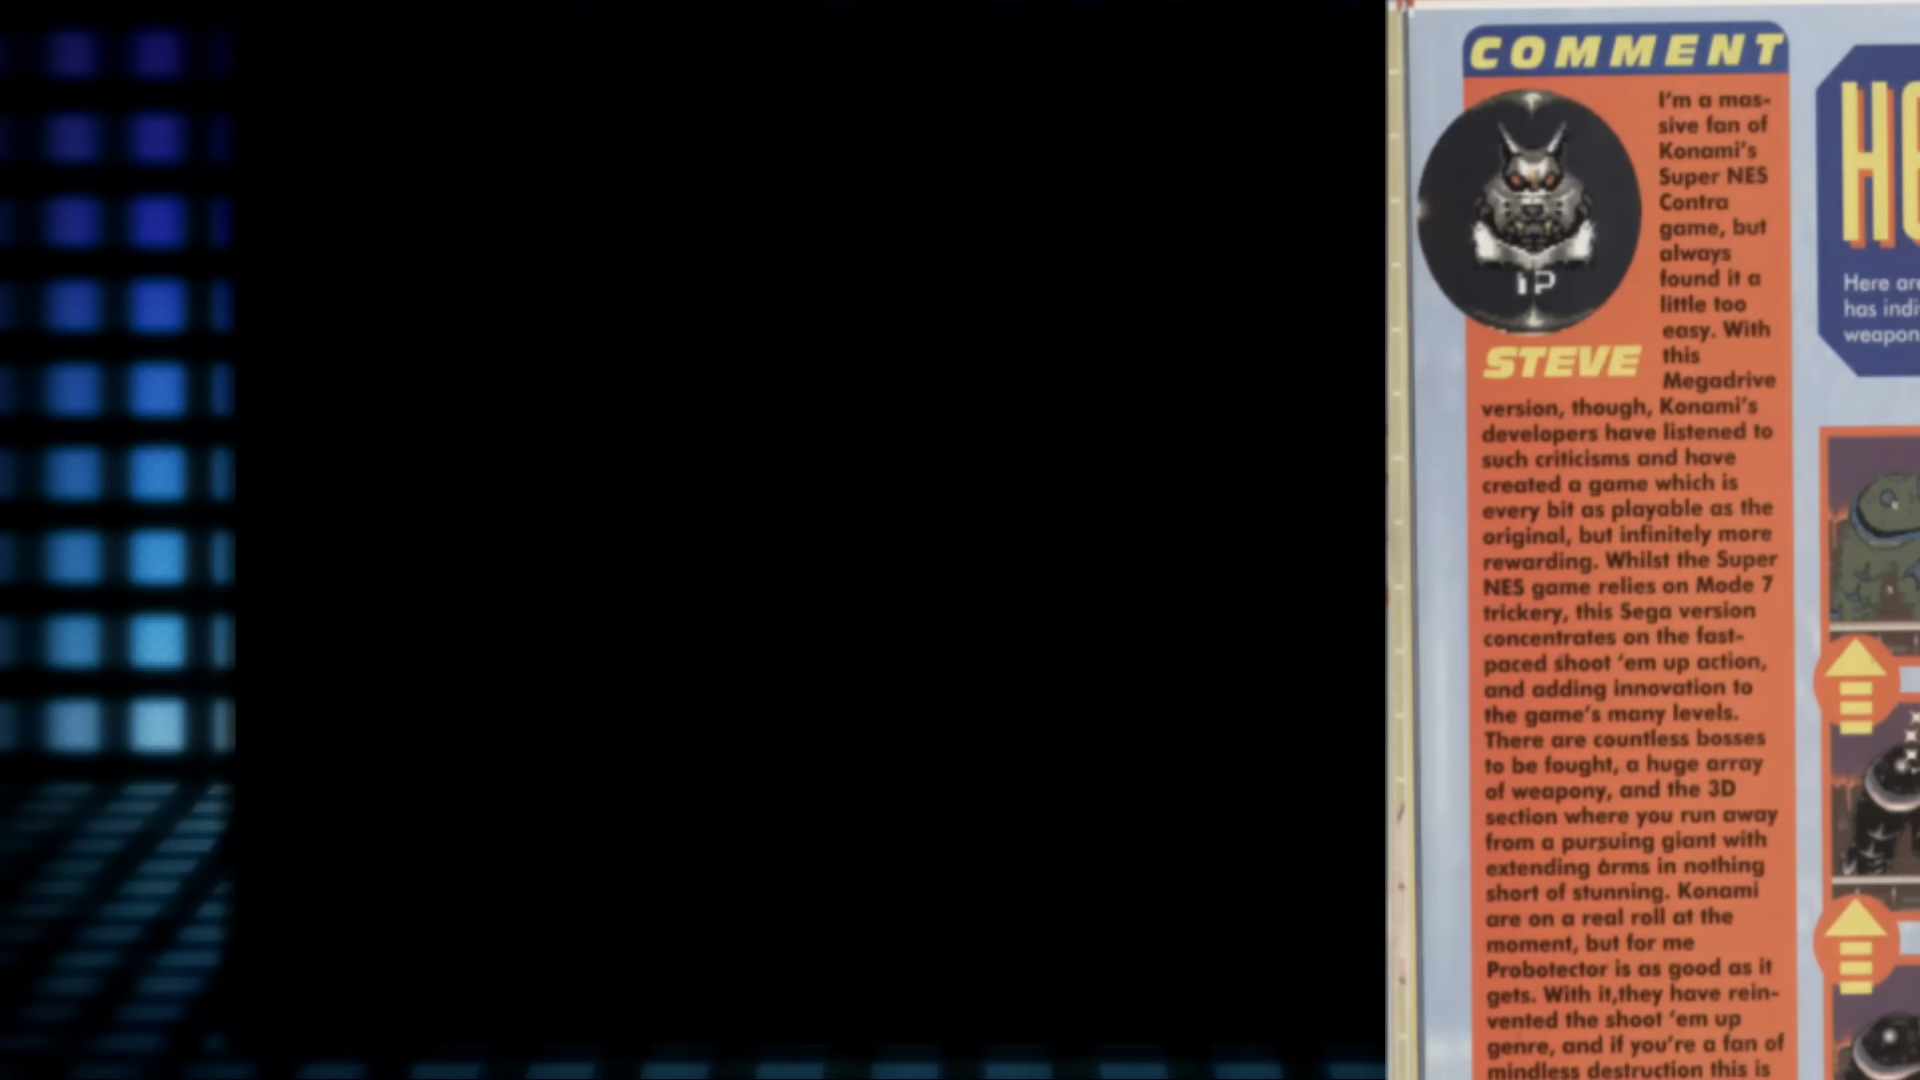 COMMENT
I'm a mas-
sive fan of
Konami's
Super NES
Contra
game, but
always
found it a
little too
easy. With
this
Megadrive
1P
STEVE
version, though, Konami's
developers have listened to
such criticisms and have
created a game which is
every bit as playable as the
original, but infinitely more
rewarding. Whilst the Super
NES game relies on Mode 7
trickery, this Sega version
concentrates on the fast-
paced shoot 'em up action,
and adding innovation to
the game's many levels.
There are countless bosses
to be fought, a huge array
of weapony, and the 3D
section where you run away
from a pursuing giant with
extending arms in nothing
short of stunning. Konami
are on a real roll at the
moment, but for me
Probotector is as good as it
gets. With it,they have rein-
vented the shoot 'em up
genre, and if you're a fan of
mindless destruction this is
Here
has
weapon